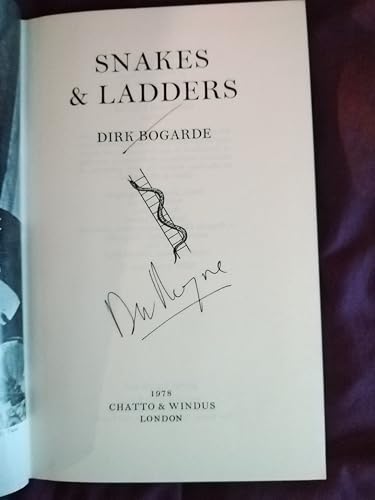 SNAKES
& LADDERS
DIRK BOGARDE
1978
CHATTO & WINDUS
LONDON